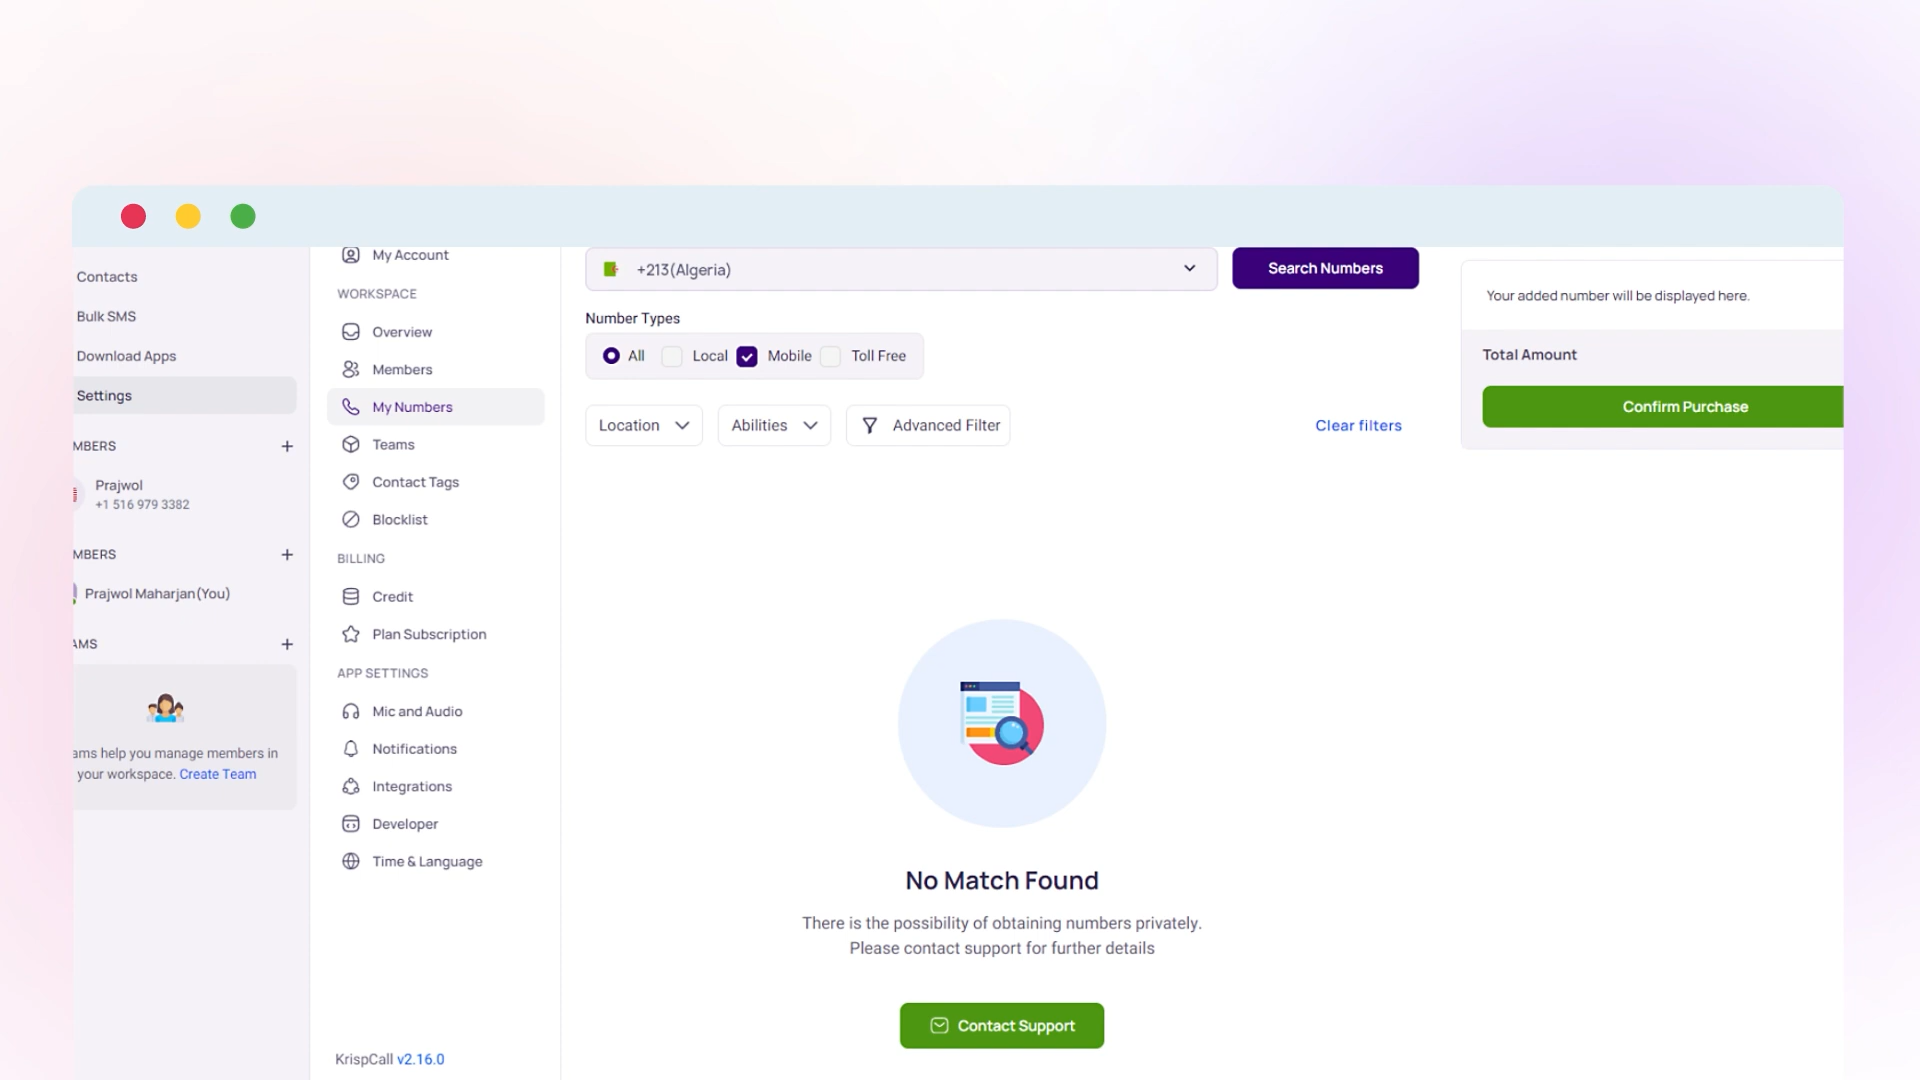 Contacts
Bulk SMS
Download Apps
Settings
MBERS
Prajwol
+1 516 979 3382
MBERS
Prajwol Maharjan(You)
AMS
ams help you manage members in
your workspace. Create Team
My Account
WORKSPACE
Overview
Members
My Numbers
Teams
Contact Tags
Blocklist
BILLING
Credit
Plan Subscription
APP SETTINGS
Mic and Audio
Notifications
Integrations
Developer
Time & Language
KrispCall v2.16.0
+213(Algeria)
Search Numbers
Number Types
All Local Mobile Toll Free
Location Abilities Advanced Filter Clear filters
No Match Found
There is the possibility of obtaining numbers privately.
Please contact support for further details
Contact Support
Your added number will be displayed here.
Total Amount
Confirm Purchase